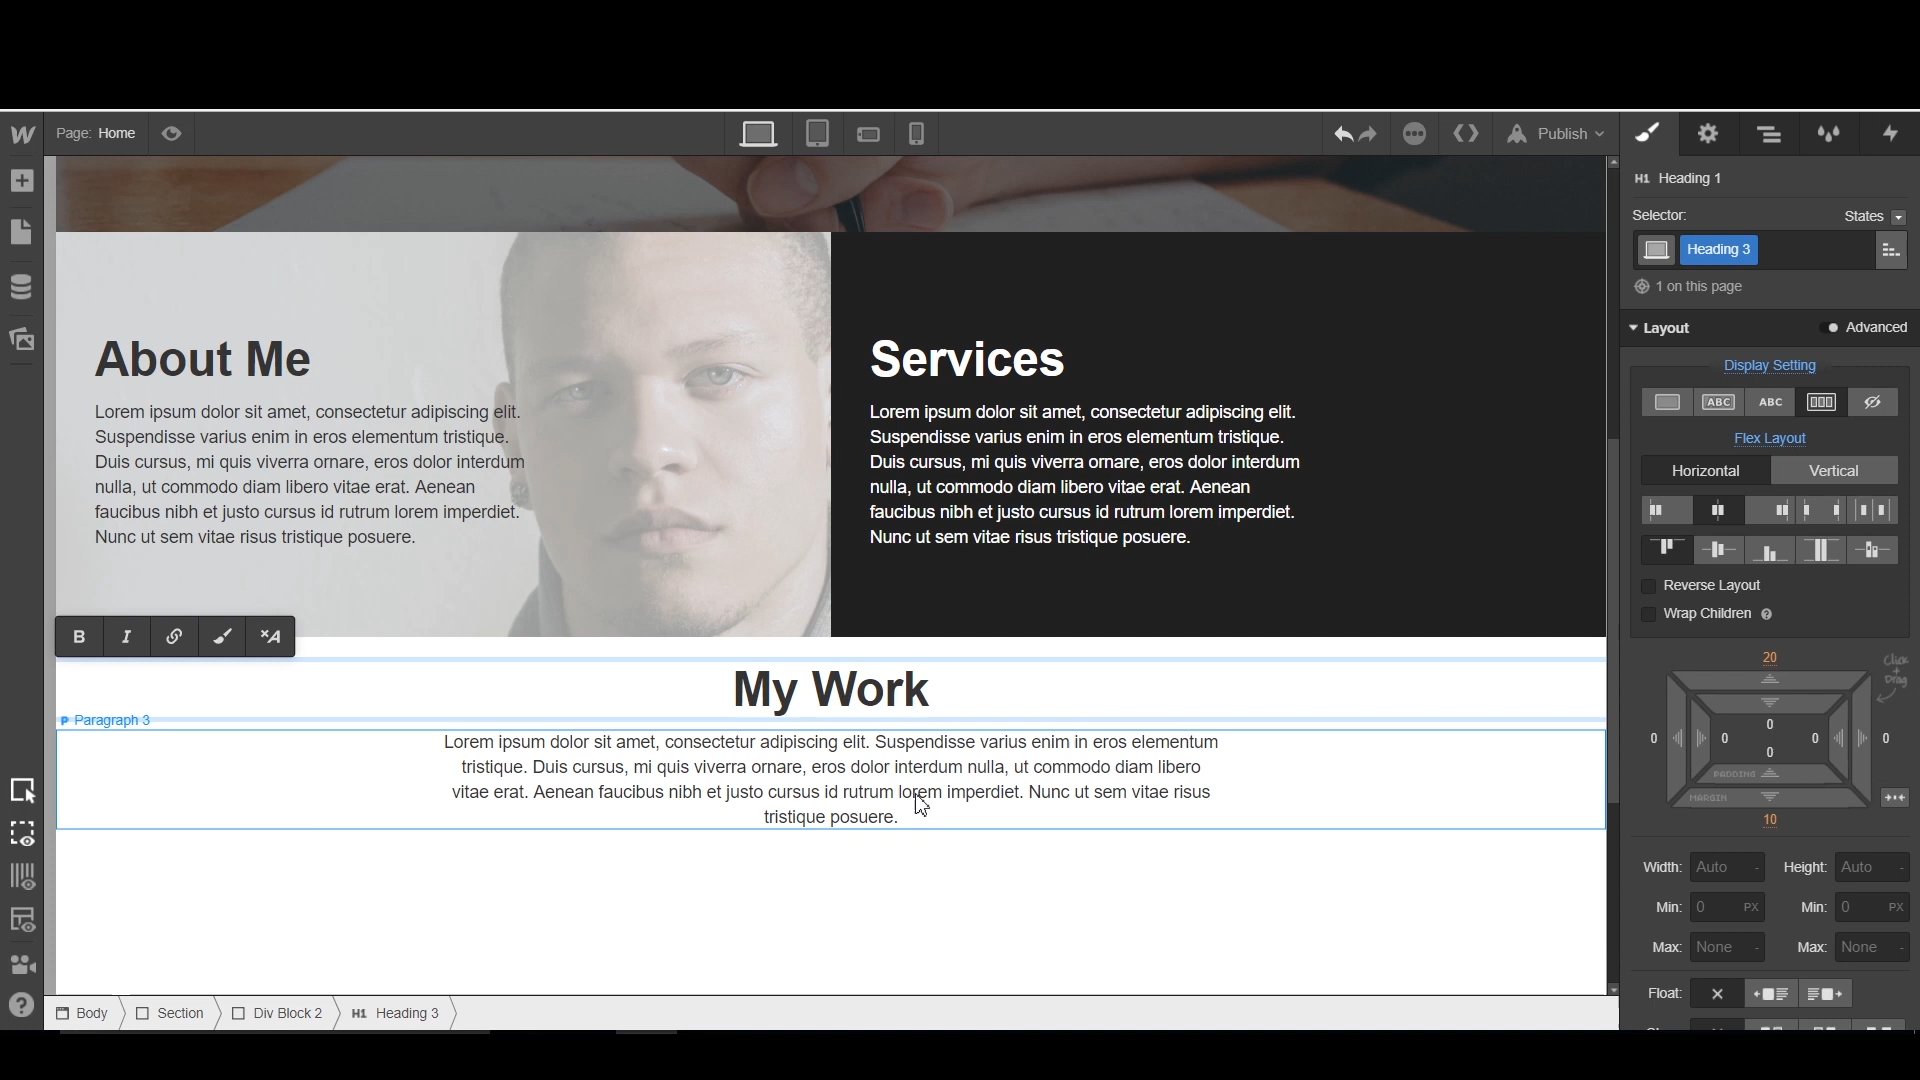 Page: Home
Publish
H1 Heading 1
Selector:
States
Heading 3
1 on this page
Layout
Advanced
Display Setting
ABC
ABC
Flex Layout
Horizontal
Vertical
Reverse Layout
Wrap Children
20
Click
+
Drag
0
0
0
0
0
0
PADDING
MARGIN
10
Width: Auto -
Height: Auto -
Min: 0 PX
Min: 0 PX
Max: None -
Max: None -
Float:
About Me
Lorem ipsum dolor sit amet, consectetur adipiscing elit.
Suspendisse varius enim in eros elementum tristique.
Duis cursus, mi quis viverra ornare, eros dolor interdum
nulla, ut commodo diam libero vitae erat. Aenean
faucibus nibh et justo cursus id rutrum lorem imperdiet.
Nunc ut sem vitae risus tristique posuere.
Services
Lorem ipsum dolor sit amet, consectetur adipiscing elit.
Suspendisse varius enim in eros elementum tristique.
Duis cursus, mi quis viverra ornare, eros dolor interdum
nulla, ut commodo diam libero vitae erat. Aenean
faucibus nibh et justo cursus id rutrum lorem imperdiet.
Nunc ut sem vitae risus tristique posuere.
B I
My Work
P Paragraph 3
Lorem ipsum dolor sit amet, consectetur adipiscing elit. Suspendisse varius enim in eros elementum
tristique. Duis cursus, mi quis viverra ornare, eros dolor interdum nulla, ut commodo diam libero
vitae erat. Aenean faucibus nibh et justo cursus id rutrum lorem imperdiet. Nunc ut sem vitae risus
tristique posuere.
Body
Section
Div Block 2
H1 Heading 3